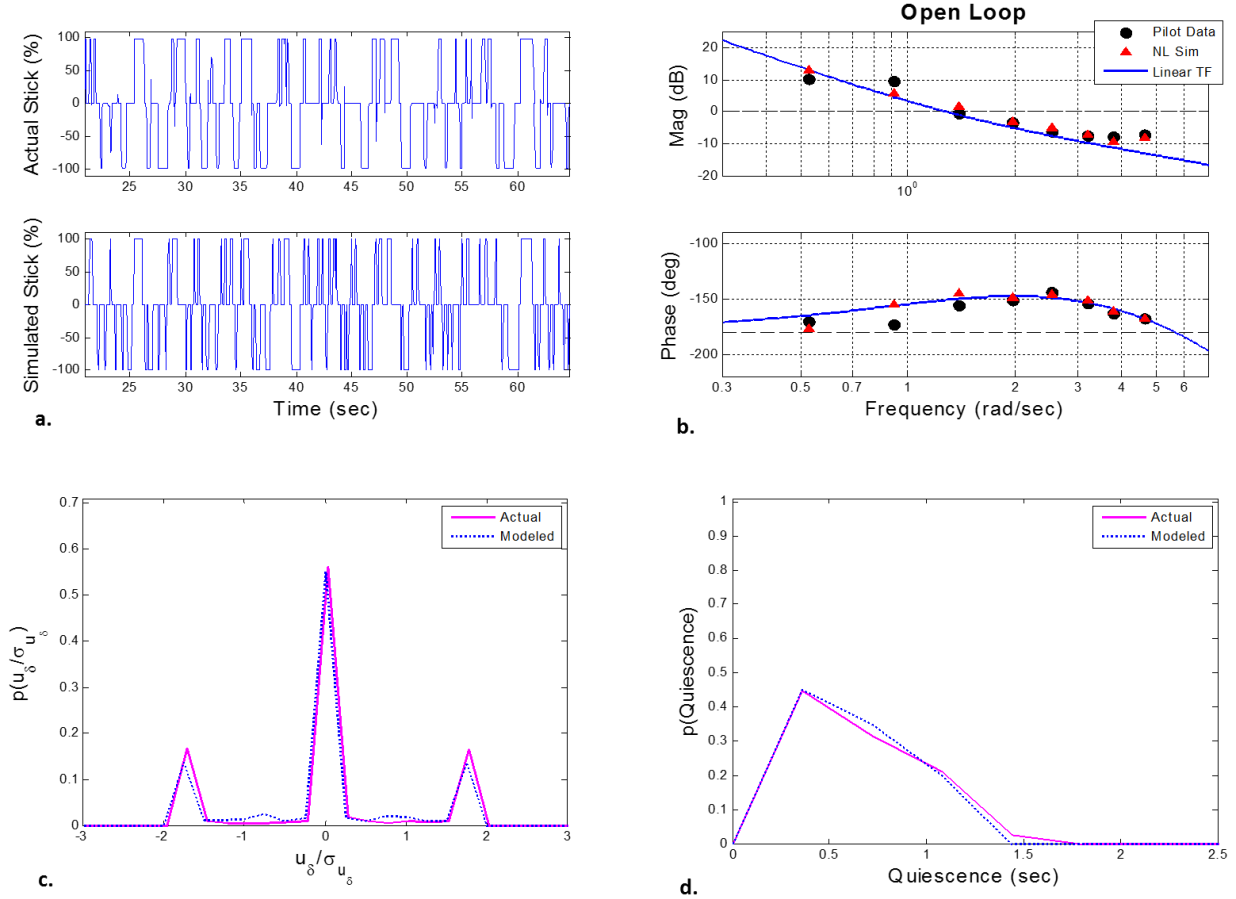 Actual Stick (%)
100
50
0
-50
-100
25 30 35 40 45 50 55 60
Simulated Stick (%)
100
50
0
-50
-100
25 30 35 40 45 50 55 60
Time (sec)
a.
Open Loop
Pilot Data
NL Sim
Linear TF
Mag (dB)
20
10
0
-10
-20
10^0
Phase (deg)
-100
-150
-200
0.3 0.5 0.7 1 2 3 4 5 6
Frequency (rad/sec)
b.
p(u_δ/σ_{u_δ})
0.7
0.6
0.5
0.4
0.3
0.2
0.1
0
Actual
Modeled
-3 -2 -1 0 1 2 3
u_δ/σ_{u_δ}
c.
p(Quiescence)
1
0.9
0.8
0.7
0.6
0.5
0.4
0.3
0.2
0.1
0
Actual
Modeled
0 0.5 1 1.5 2 2.5
Quiescence (sec)
d.